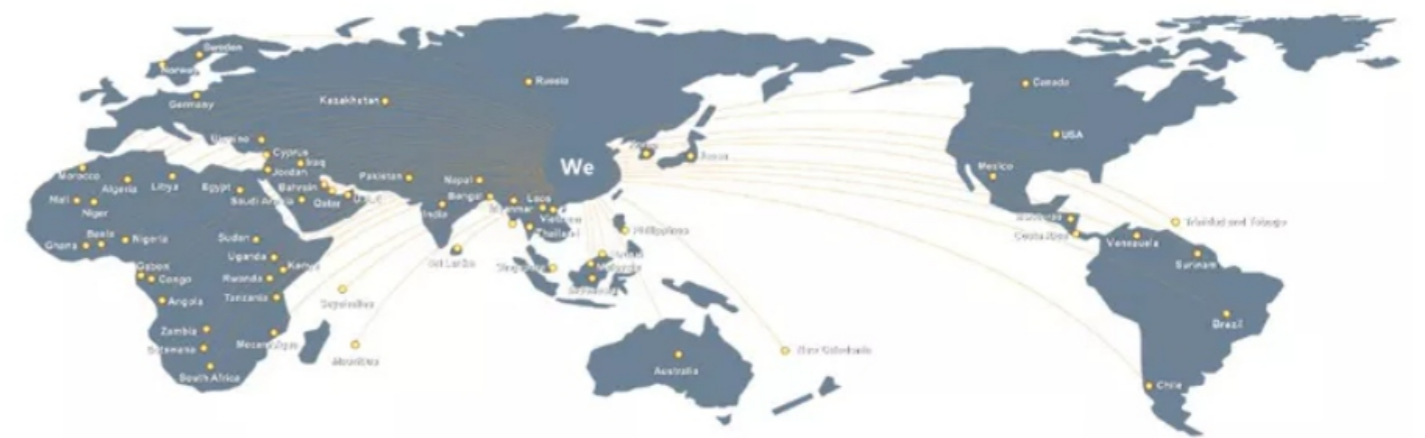 Sweden
Norway
Germany
Kazakhstan
Russia
Canada
USA
Mexico
We
Cyprus
Iraq
Jordan
Morocco
Algeria
Libya
Egypt
Bahrain
Saudi Arabia
Qatar
Pakistan
Nepal
India
Laos
Vietnam
Thailand
Mali
Niger
Ghana
Nigeria
Sudan
Uganda
Kenya
Rwanda
Tanzania
Gabon
Congo
Angola
Zambia
Botswana
Mozambique
South Africa
Seychelles
Mauritius
Sri Lanka
Philippines
Australia
New Caledonia
Trinidad and Tobago
Costa Rica
Venezuela
Surinam
Brazil
Chile